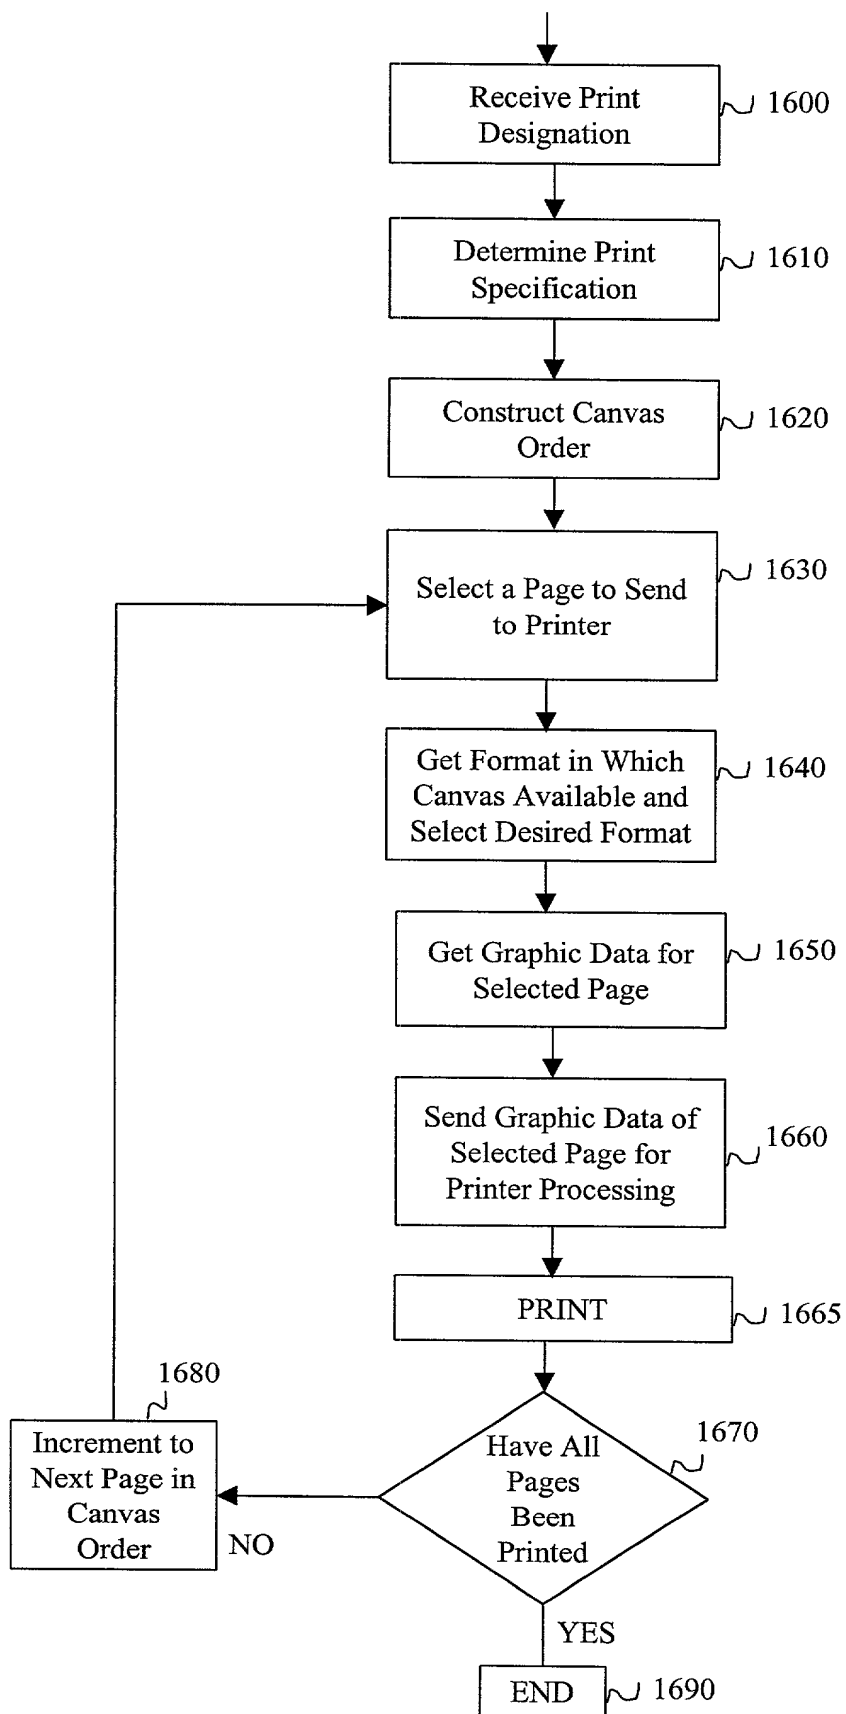 Receive Print
Designation
1600
Determine Print
Specification
1610
Construct Canvas
Order
1620
Select a Page to Send
to Printer
1630
Get Format in Which
Canvas Available and
Select Desired Format
1640
Get Graphic Data for
Selected Page
1650
Send Graphic Data of
Selected Page for
Printer Processing
1660
PRINT
1665
Have All
Pages
Been
Printed
1670
NO
1680
Increment to
Next Page in
Canvas
Order
YES
END
1690